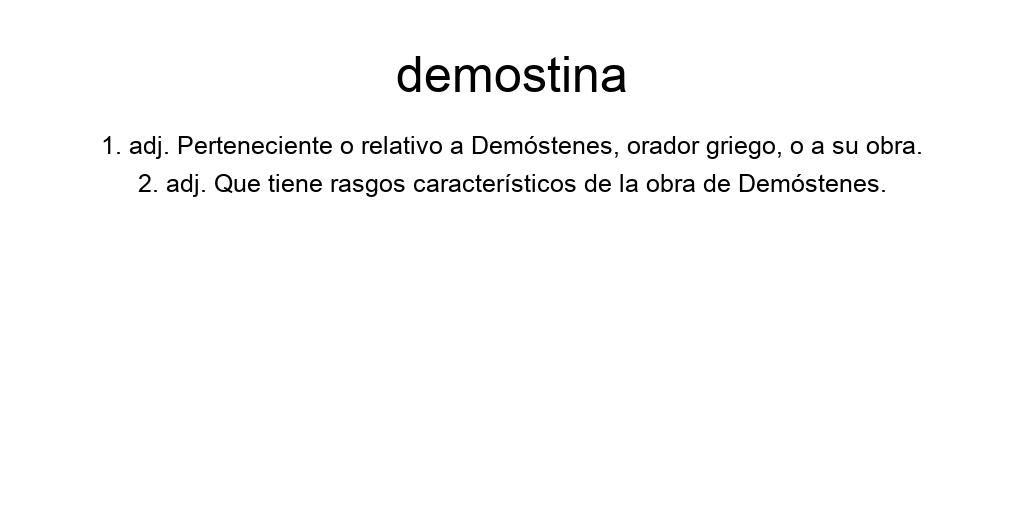 demostina
1. adj. Perteneciente o relativo a Demóstenes, orador griego, o a su obra.
2. adj. Que tiene rasgos característicos de la obra de Demóstenes.